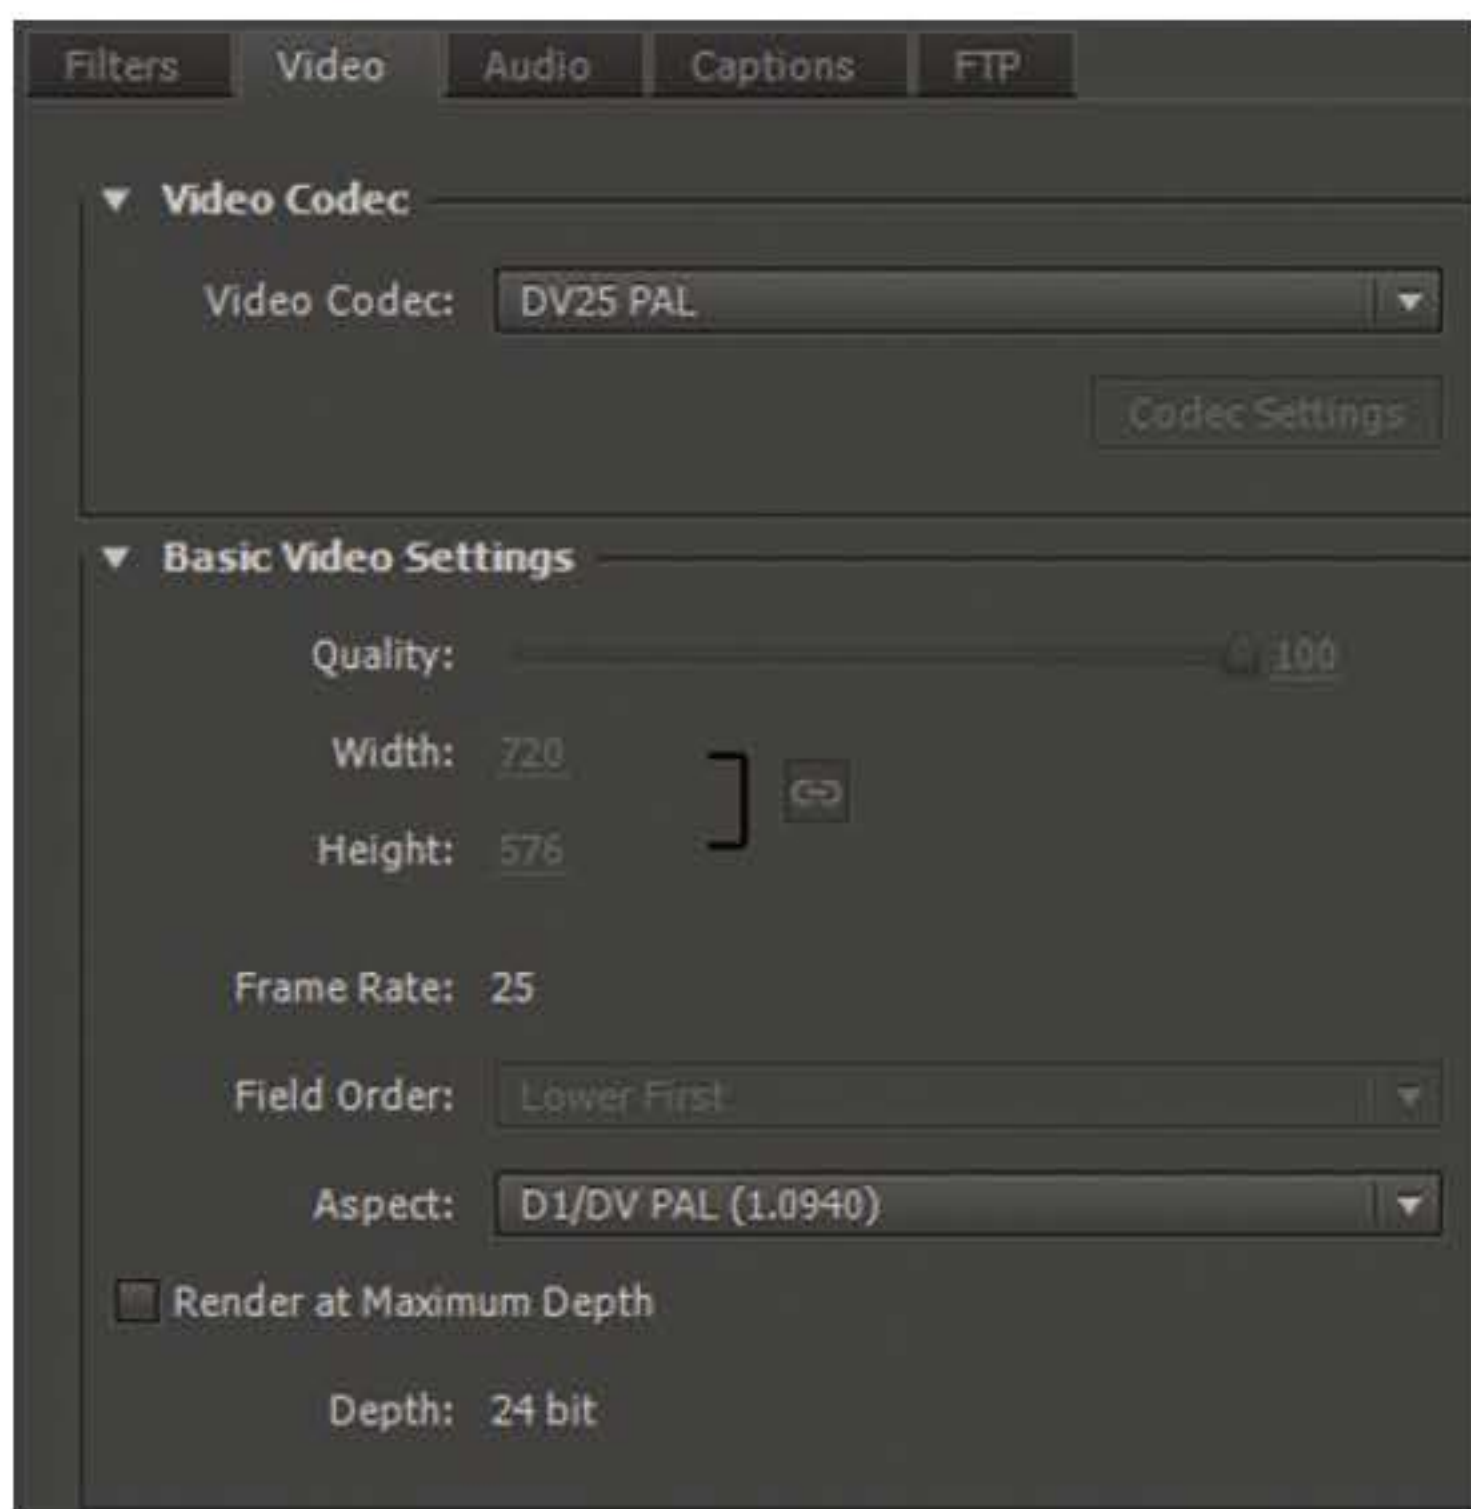 Filters Video Audio Captions FTP
Video Codec
Video Codec: DV25 PAL
Codec Settings
Basic Video Settings
Quality: 100
Width: 720
Height: 576
Frame Rate: 25
Field Order: Lower First
Aspect: D1/DV PAL (1.0940)
Render at Maximum Depth
Depth: 24 bit